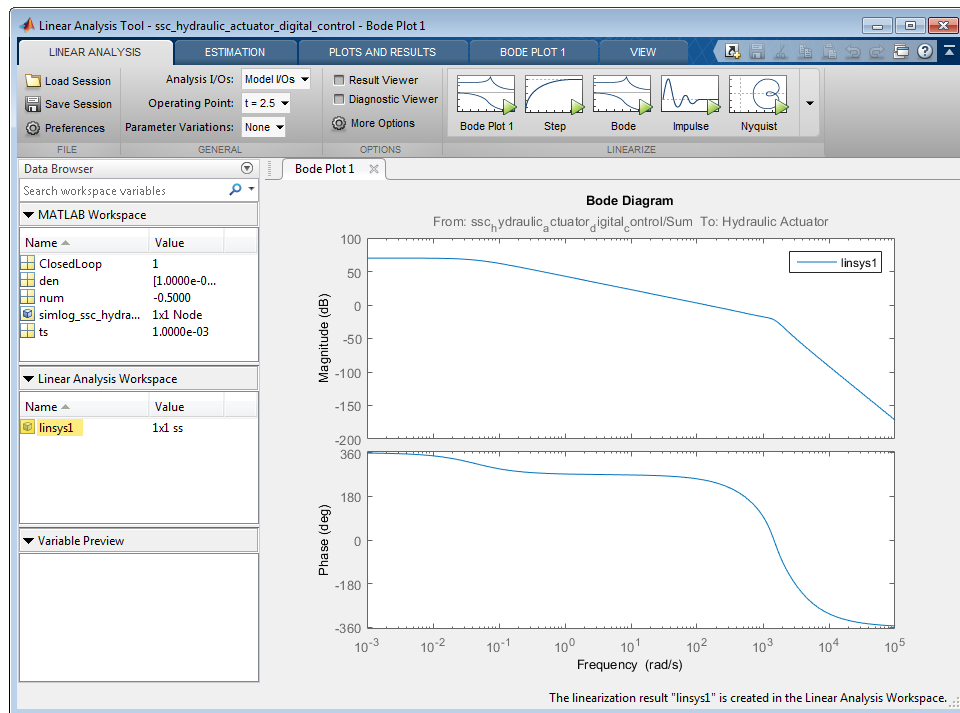 Linear Analysis Tool - ssc_hydraulic_actuator_digital_control - Bode Plot 1
LINEAR ANALYSIS ESTIMATION PLOTS AND RESULTS BODE PLOT 1 VIEW
Load Session
Save Session
Preferences
FILE
Analysis I/Os: Model I/Os
Operating Point: t = 2.5
Parameter Variations: None
GENERAL
Result Viewer
Diagnostic Viewer
More Options
OPTIONS
Bode Plot 1 Step Bode Impulse Nyquist
LINEARIZE
Data Browser
Search workspace variables
MATLAB Workspace
Name Value
ClosedLoop 1
den [1.0000e-0...
num -0.5000
simlog_ssc_hydra... 1x1 Node
ts 1.0000e-03
Linear Analysis Workspace
Name Value
linsys1 1x1 ss
Variable Preview
Bode Plot 1
Bode Diagram
From: ssc_hydraulic_actuator_digital_control/Sum To: Hydraulic Actuator
linsys1
Magnitude (dB)
100
50
0
-50
-100
-150
-200
Phase (deg)
360
180
0
-180
-360
10^-3 10^-2 10^-1 10^0 10^1 10^2 10^3 10^4 10^5
Frequency (rad/s)
The linearization result "linsys1" is created in the Linear Analysis Workspace.